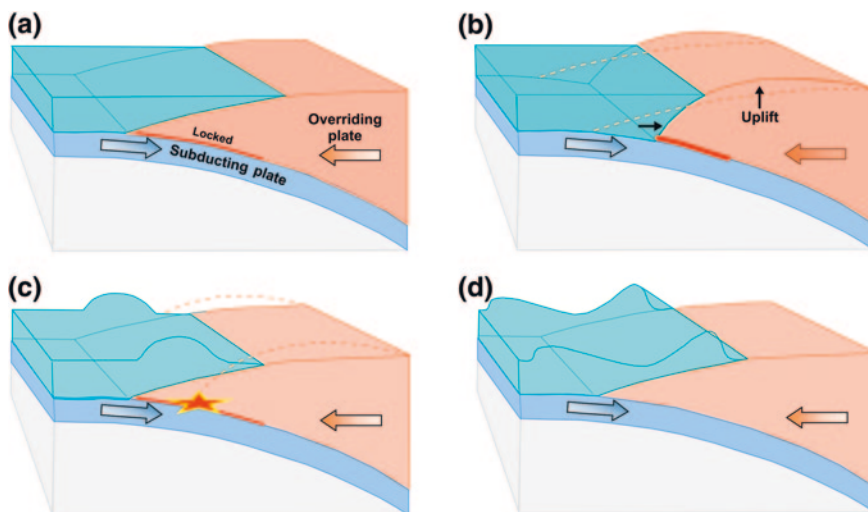 (a)
Locked
Overriding
plate
Subducting plate
(b)
Uplift
(c)
(d)